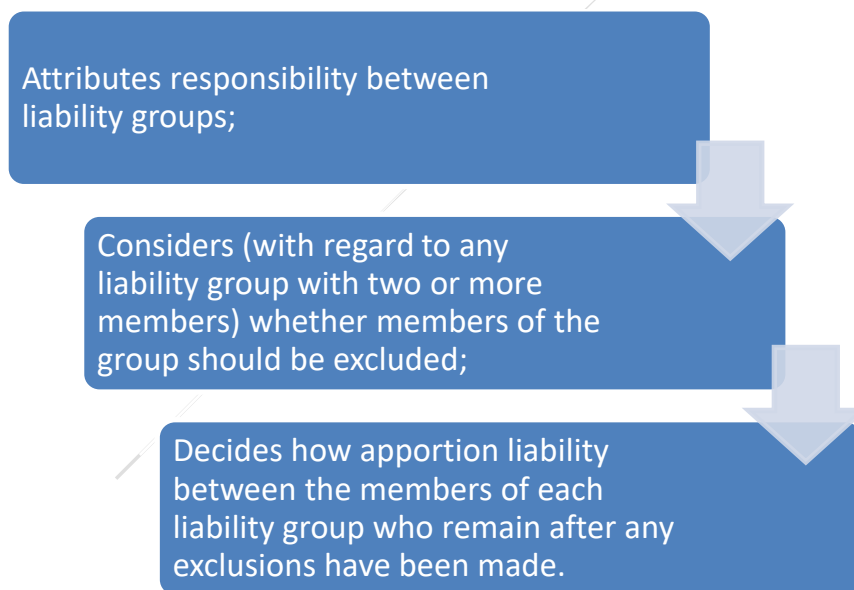 Attributes responsibility between
liability groups;
Considers (with regard to any
liability group with two or more
members) whether members of the
group should be excluded;
Decides how apportion liability
between the members of each
liability group who remain after any
exclusions have been made.